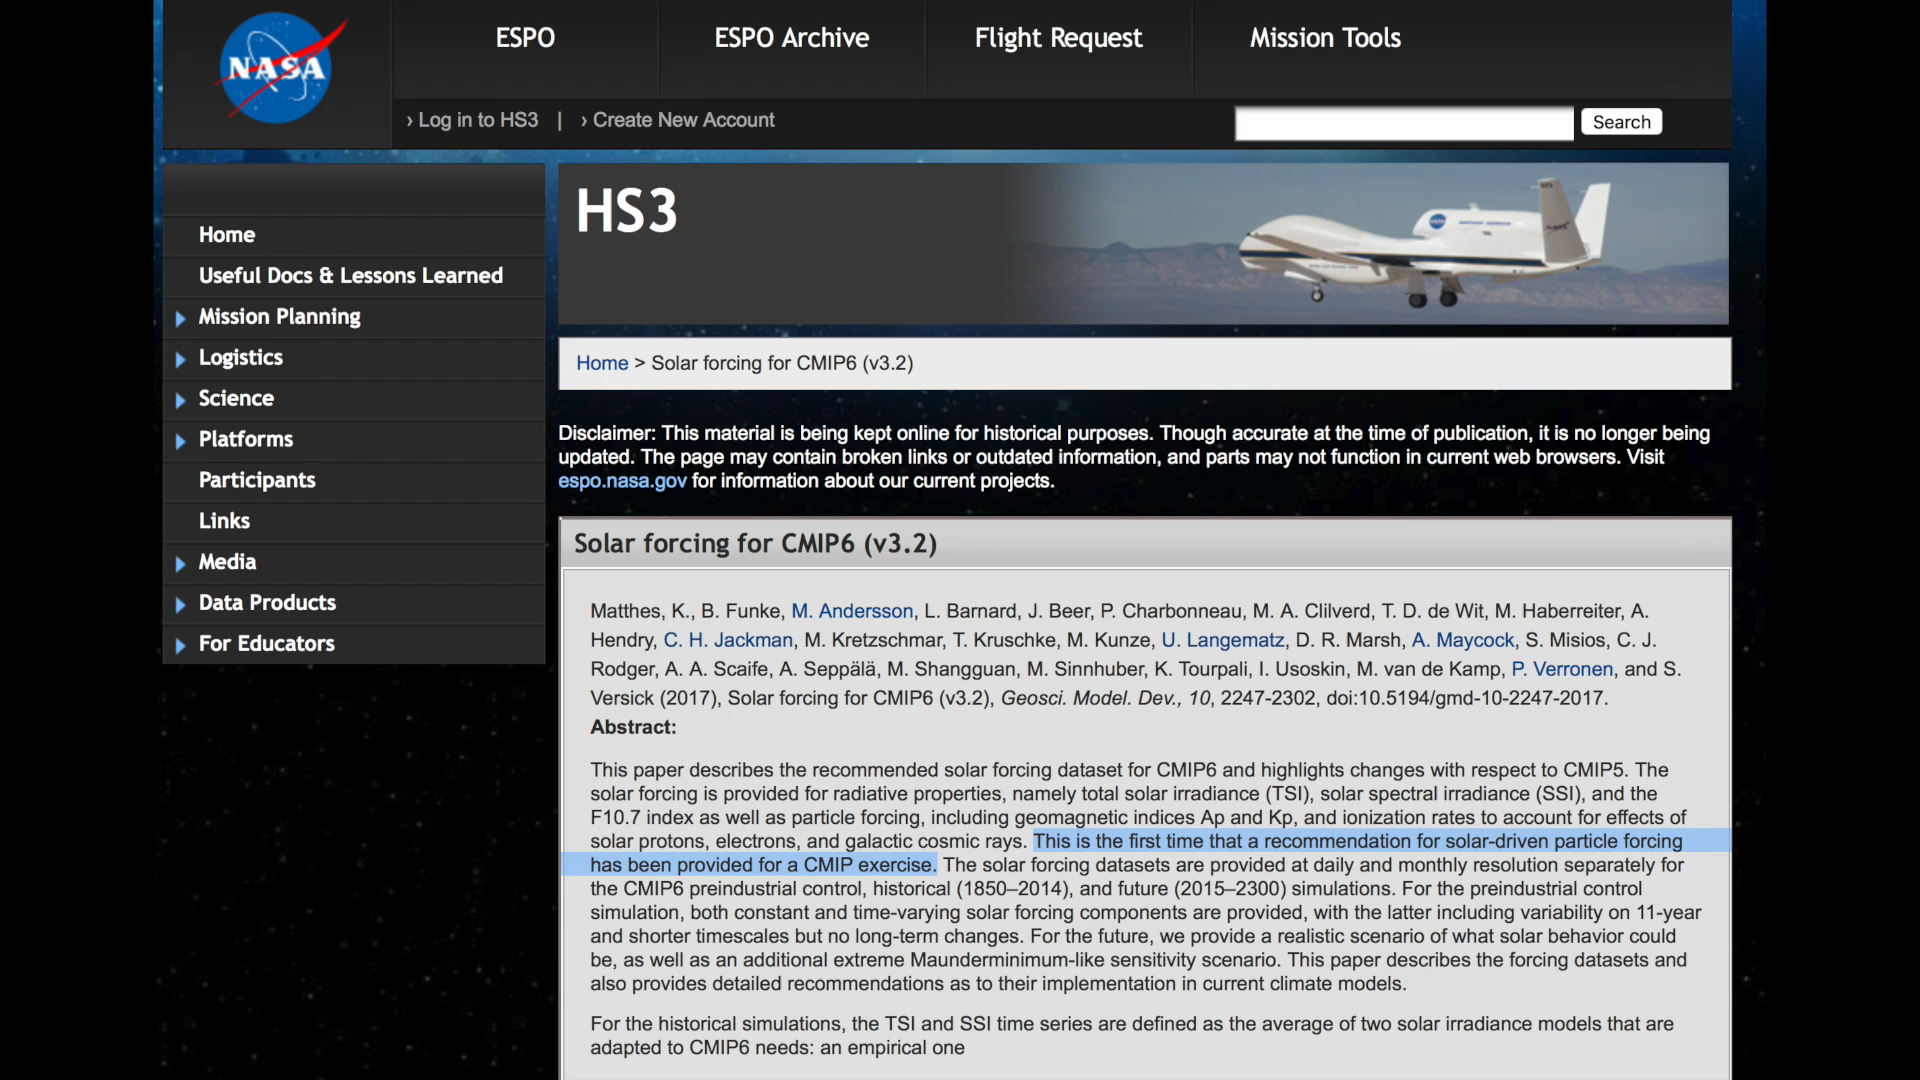 NASA
ESPO
ESPO Archive
Flight Request
Mission Tools
› Log in to HS3 | › Create New Account
Search
Home
Useful Docs & Lessons Learned
Mission Planning
Logistics
Science
Platforms
Participants
Links
Media
Data Products
For Educators
HS3
NASA
Home > Solar forcing for CMIP6 (v3.2)
Disclaimer: This material is being kept online for historical purposes. Though accurate at the time of publication, it is no longer being
updated. The page may contain broken links or outdated information, and parts may not function in current web browsers. Visit
espo.nasa.gov for information about our current projects.
Solar forcing for CMIP6 (v3.2)
Matthes, K., B. Funke, M. Andersson, L. Barnard, J. Beer, P. Charbonneau, M. A. Clilverd, T. D. de Wit, M. Haberreiter, A.
Hendry, C. H. Jackman, M. Kretzschmar, T. Kruschke, M. Kunze, U. Langematz, D. R. Marsh, A. Maycock, S. Misios, C. J.
Rodger, A. A. Scaife, A. Seppälä, M. Shangguan, M. Sinnhuber, K. Tourpali, I. Usoskin, M. van de Kamp, P. Verronen, and S.
Versick (2017), Solar forcing for CMIP6 (v3.2), Geosci. Model. Dev., 10, 2247-2302, doi:10.5194/gmd-10-2247-2017.
Abstract:
This paper describes the recommended solar forcing dataset for CMIP6 and highlights changes with respect to CMIP5. The
solar forcing is provided for radiative properties, namely total solar irradiance (TSI), solar spectral irradiance (SSI), and the
F10.7 index as well as particle forcing, including geomagnetic indices Ap and Kp, and ionization rates to account for effects of
solar protons, electrons, and galactic cosmic rays. This is the first time that a recommendation for solar-driven particle forcing
has been provided for a CMIP exercise. The solar forcing datasets are provided at daily and monthly resolution separately for
the CMIP6 preindustrial control, historical (1850–2014), and future (2015–2300) simulations. For the preindustrial control
simulation, both constant and time-varying solar forcing components are provided, with the latter including variability on 11-year
and shorter timescales but no long-term changes. For the future, we provide a realistic scenario of what solar behavior could
be, as well as an additional extreme Maunderminimum-like sensitivity scenario. This paper describes the forcing datasets and
also provides detailed recommendations as to their implementation in current climate models.
For the historical simulations, the TSI and SSI time series are defined as the average of two solar irradiance models that are
adapted to CMIP6 needs: an empirical one